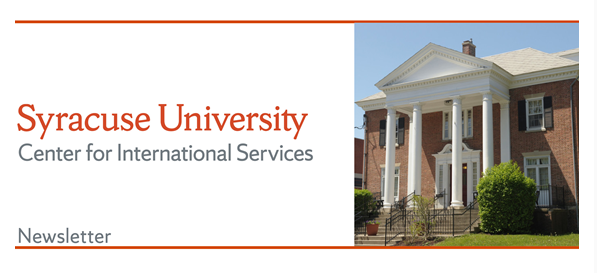 Syracuse University
Center for International Services
Newsletter